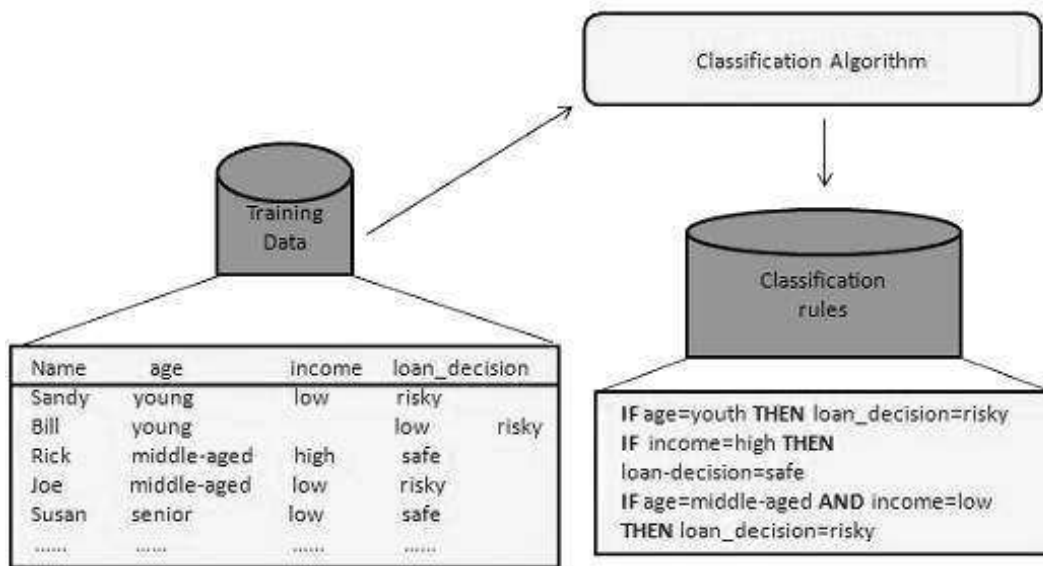 Classification Algorithm
Training
Data
Classification
rules
Name age income loan_decision
Sandy young low risky
Bill young low risky
Rick middle-aged high safe
Joe middle-aged low risky
Susan senior low safe
...... ...... ...... ......
IF age=youth THEN loan_decision=risky
IF income=high THEN
loan-decision=safe
IF age=middle-aged AND income=low
THEN loan_decision=risky